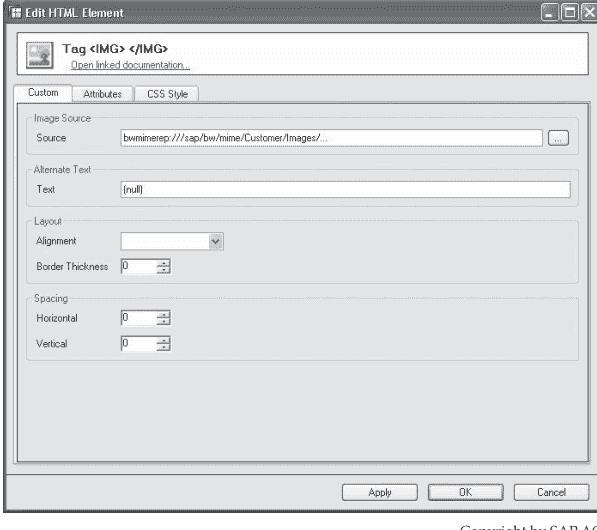 Edit HTML Element
Tag <IMG> </IMG>
Open linked documentation...
Custom Attributes CSS Style
Image Source
Source bwmimerep:///sap/bw/mime/Customer/Images/... ...
Alternate Text
Text (null)
Layout
Alignment
Border Thickness 0
Spacing
Horizontal 0
Vertical 0
Apply OK Cancel
Copyright by SAP AG